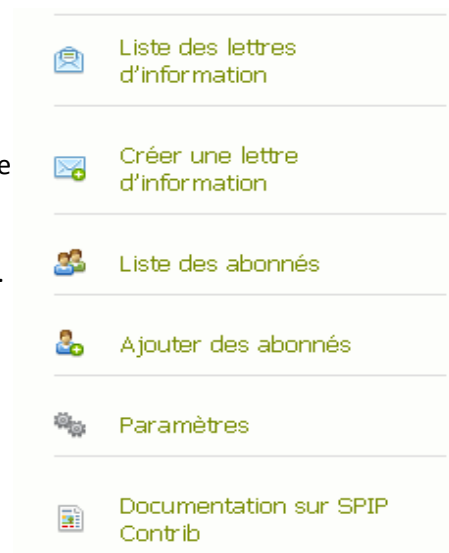 Liste des lettres
d'information
e
Créer une lettre
d'information
Liste des abonnés
.
Ajouter des abonnés
Paramètres
Documentation sur SPIP
Contrib